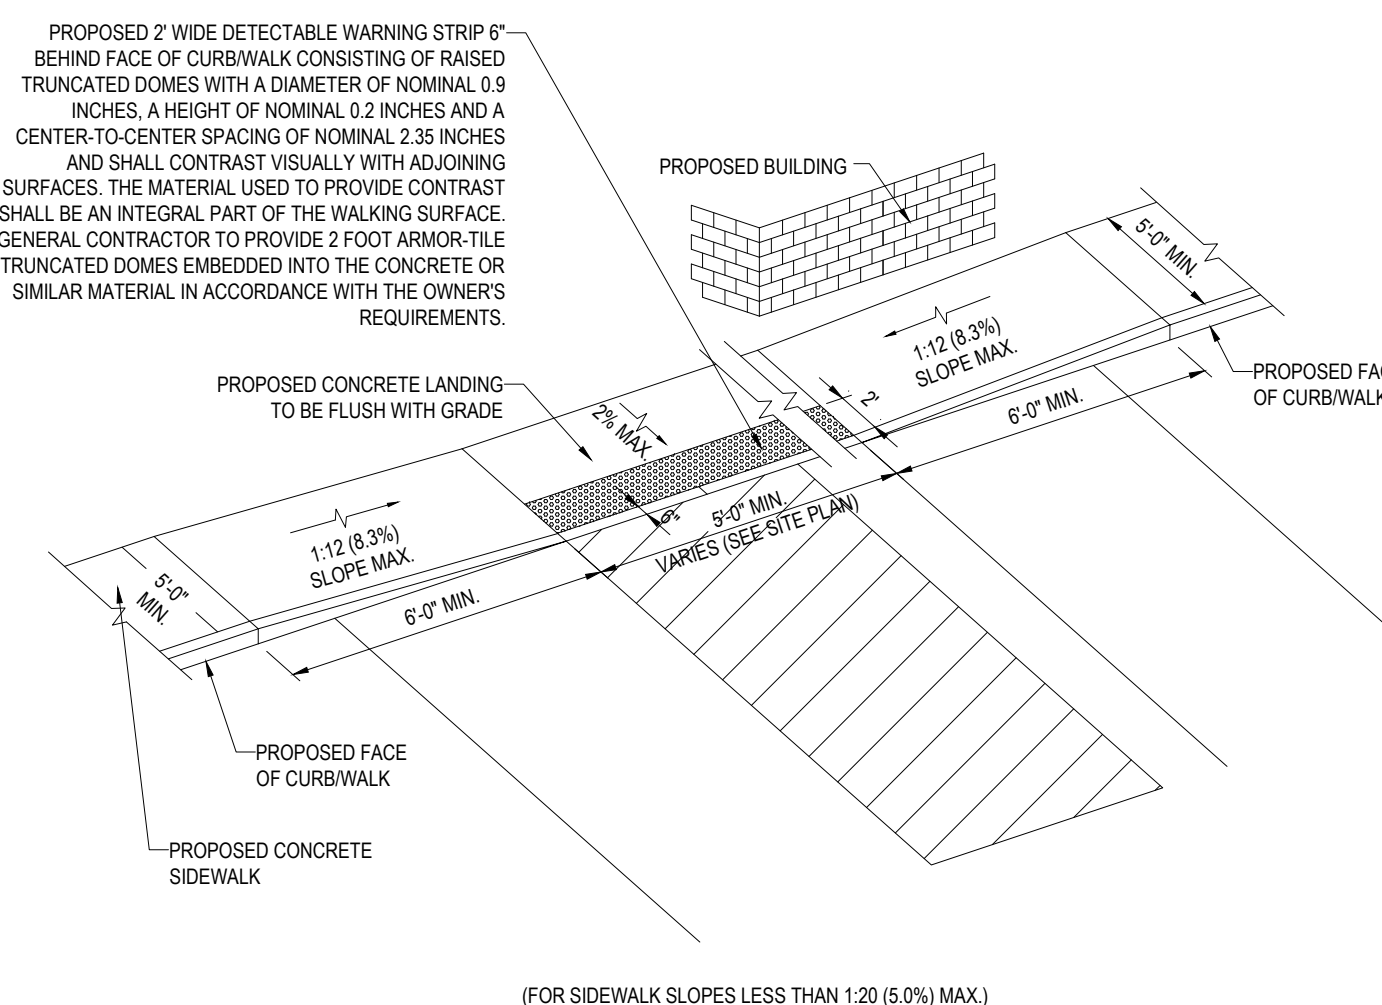 PROPOSED 2' WIDE DETECTABLE WARNING STRIP 6"
BEHIND FACE OF CURB/WALK CONSISTING OF RAISED
TRUNCATED DOMES WITH A DIAMETER OF NOMINAL 0.9
INCHES, A HEIGHT OF NOMINAL 0.2 INCHES AND A
CENTER-TO-CENTER SPACING OF NOMINAL 2.35 INCHES
AND SHALL CONTRAST VISUALLY WITH ADJOINING
SURFACES. THE MATERIAL USED TO PROVIDE CONTRAST
SHALL BE AN INTEGRAL PART OF THE WALKING SURFACE.
GENERAL CONTRACTOR TO PROVIDE 2 FOOT ARMOR-TILE
TRUNCATED DOMES EMBEDDED INTO THE CONCRETE OR
SIMILAR MATERIAL IN ACCORDANCE WITH THE OWNER'S
REQUIREMENTS.
PROPOSED BUILDING
5'-0" MIN.
1:12 (8.3%)
SLOPE MAX.
PROPOSED CONCRETE LANDING
TO BE FLUSH WITH GRADE
2% MAX.
2'
6'-0" MIN.
PROPOSED FA
OF CURB/WALK
6"
5'-0" MIN.
VARIES (SEE SITE PLAN)
1:12 (8.3%)
SLOPE MAX.
5'-0"
MIN.
6'-0" MIN.
PROPOSED FACE
OF CURB/WALK
PROPOSED CONCRETE
SIDEWALK
(FOR SIDEWALK SLOPES LESS THAN 1:20 (5.0%) MAX.)